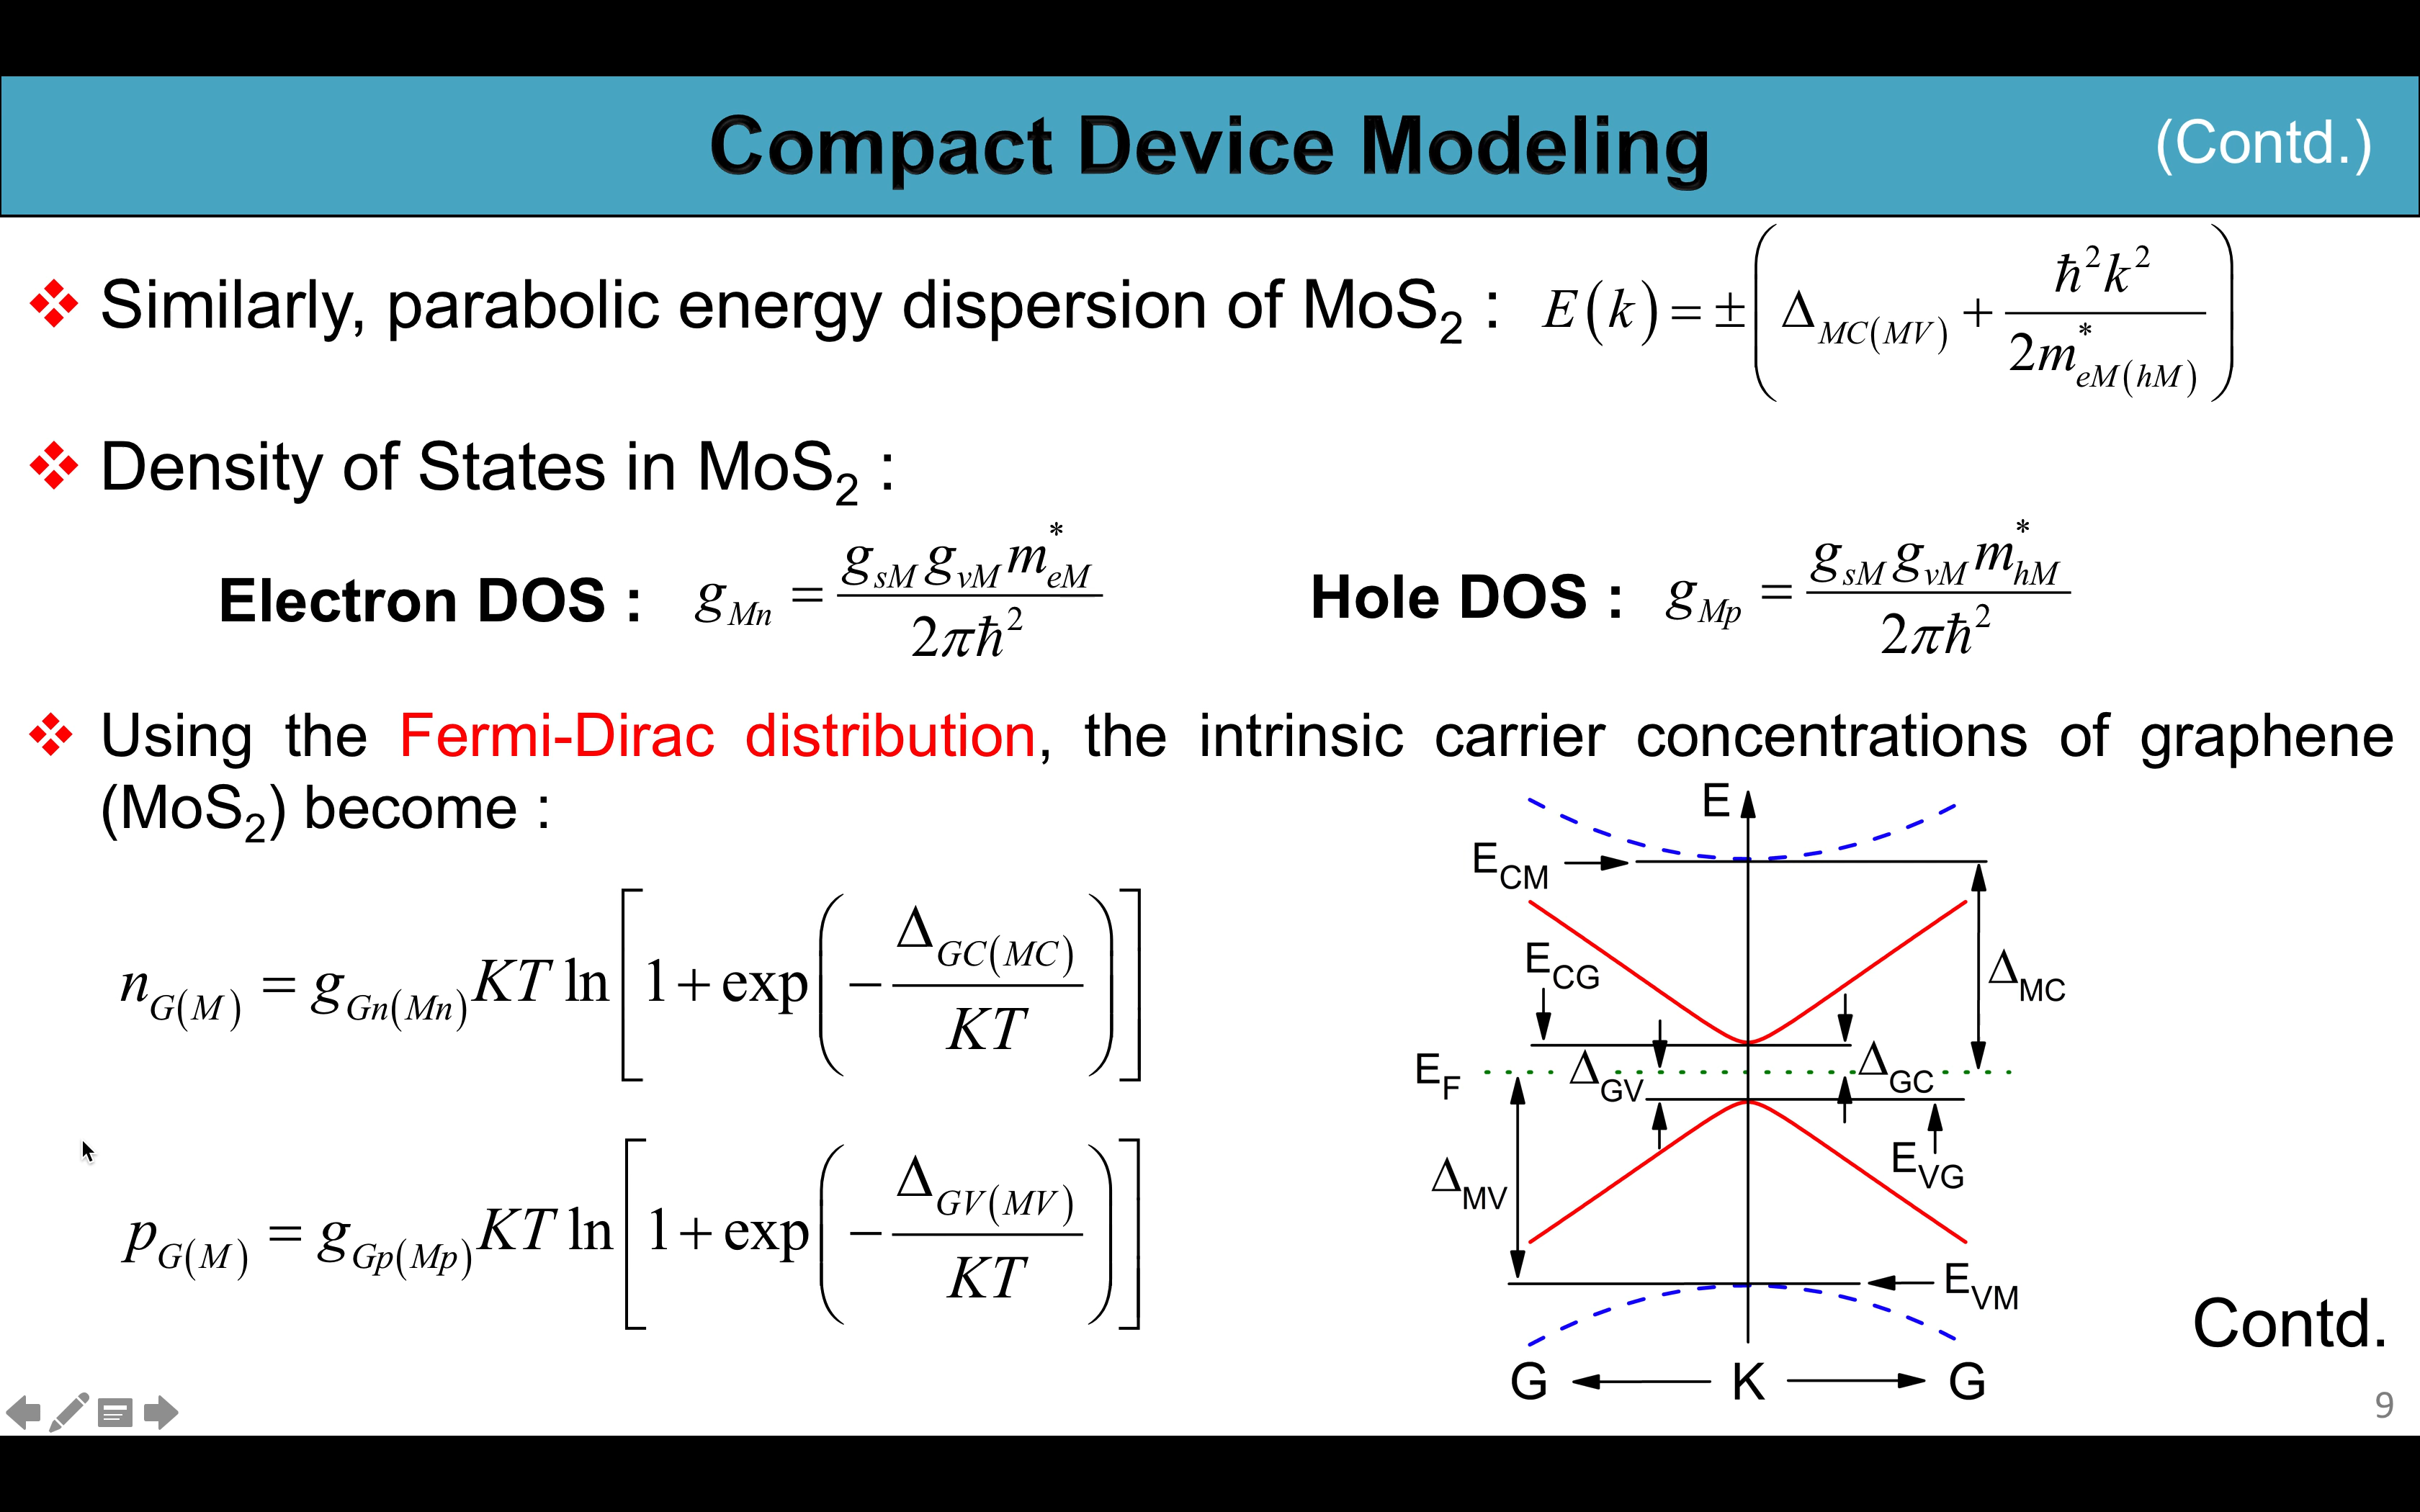 Compact Device Modeling
(Contd.)
❖ Similarly, parabolic energy dispersion of MoS₂ : E(k) = ±(Δ_MC(MV) + ħ²k² / 2m*_eM(hM))
❖ Density of States in MoS₂ :
Electron DOS : g_Mn = g_sM g_vM m*_eM / 2πħ²
Hole DOS : g_Mp = g_sM g_vM m*_hM / 2πħ²
❖ Using the Fermi-Dirac distribution, the intrinsic carrier concentrations of graphene
(MoS₂) become :
n_G(M) = g_Gn(Mn) KT ln[1 + exp(−Δ_GC(MC) / KT)]
p_G(M) = g_Gp(Mp) KT ln[1 + exp(−Δ_GV(MV) / KT)]
E
E_CM
E_CG
Δ_MC
E_F
Δ_GV
Δ_GC
Δ_MV
E_VG
E_VM
G K G
Contd.
9